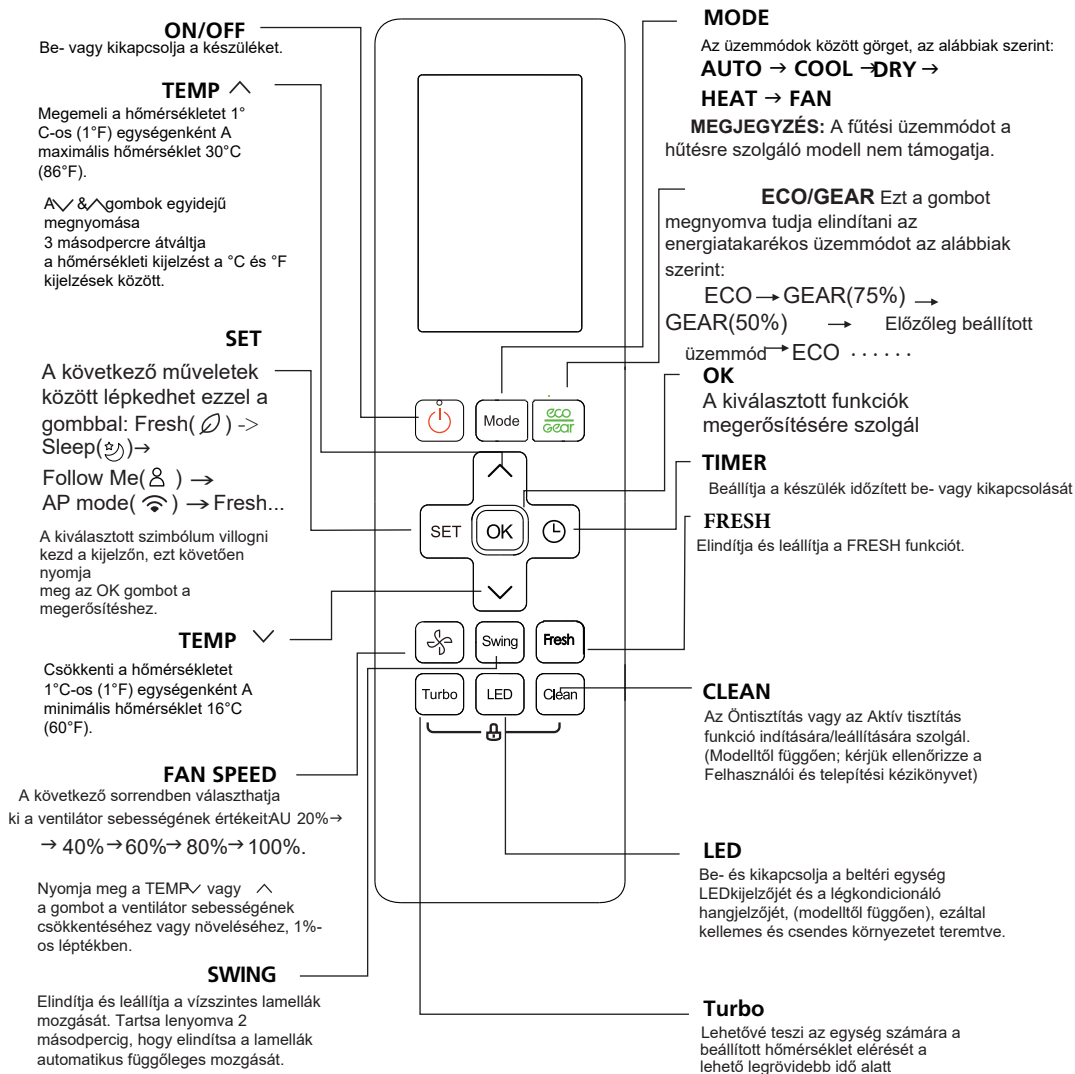 ON/OFF
Be- vagy kikapcsolja a készüléket.
TEMP ︿
Megemeli a hőmérsékletet 1°
C-os (1°F) egységenként A
maximális hőmérséklet 30°C
(86°F).
A﹀ &︿gombok egyidejű
megnyomása
3 másodpercre átváltja
a hőmérsékleti kijelzést a °C és °F
kijelzések között.
SET
A következő műveletek
között lépkedhet ezzel a
gombbal: Fresh( ) ->
Sleep( )→
Follow Me( ) →
AP mode( ) → Fresh...
A kiválasztott szimbólum villogni
kezd a kijelzőn, ezt követően
nyomja
meg az OK gombot a
megerősítéshez.
TEMP ﹀
Csökkenti a hőmérsékletet
1°C-os (1°F) egységenként A
minimális hőmérséklet 16°C
(60°F).
FAN SPEED
A következő sorrendben választhatja
ki a ventilátor sebességének értékeit:AU 20%→
→ 40%→60%→ 80%→ 100%.
Nyomja meg a TEMP﹀ vagy ︿
a gombot a ventilátor sebességének
csökkentéséhez vagy növeléséhez, 1%-
os léptékben.
SWING
Elindítja és leállítja a vízszintes lamellák
mozgását. Tartsa lenyomva 2
másodpercig, hogy elindítsa a lamellák
automatikus függőleges mozgását.
Mode
eco
Gear
SET
OK
Swing
Fresh
Turbo
LED
Clean
MODE
Az üzemmódok között görget, az alábbiak szerint:
AUTO → COOL →DRY →
HEAT → FAN
MEGJEGYZÉS: A fűtési üzemmódot a
hűtésre szolgáló modell nem támogatja.
ECO/GEAR Ezt a gombot
megnyomva tudja elindítani az
energiatakarékos üzemmódot az alábbiak
szerint:
ECO → GEAR(75%) →
GEAR(50%) → Előzőleg beállított
üzemmód → ECO ······
OK
A kiválasztott funkciók
megerősítésére szolgál
TIMER
Beállítja a készülék időzített be- vagy kikapcsolását
FRESH
Elindítja és leállítja a FRESH funkciót.
CLEAN
Az Öntisztítás vagy az Aktív tisztítás
funkció indítására/leállítására szolgál.
(Modelltől függően; kérjük ellenőrizze a
Felhasználói és telepítési kézikönyvet)
LED
Be- és kikapcsolja a beltéri egység
LEDkijelzőjét és a légkondicionáló
hangjelzőjét, (modelltől függően), ezáltal
kellemes és csendes környezetet teremtve.
Turbo
Lehetővé teszi az egység számára a
beállított hőmérséklet elérését a
lehető legrövidebb idő alatt